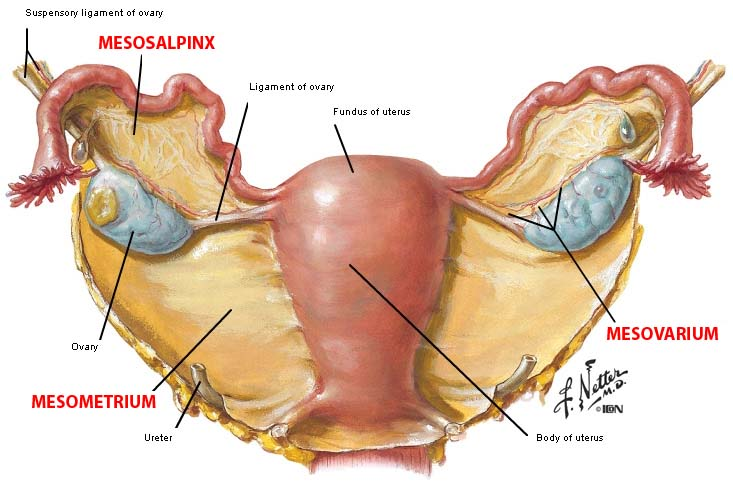 Suspensory ligament of ovary
MESOSALPINX
Ligament of ovary
Fundus of uterus
MESOVARIUM
Ovary
MESOMETRIUM
F. Netter
M.D.
©ICON
Ureter
Body of uterus